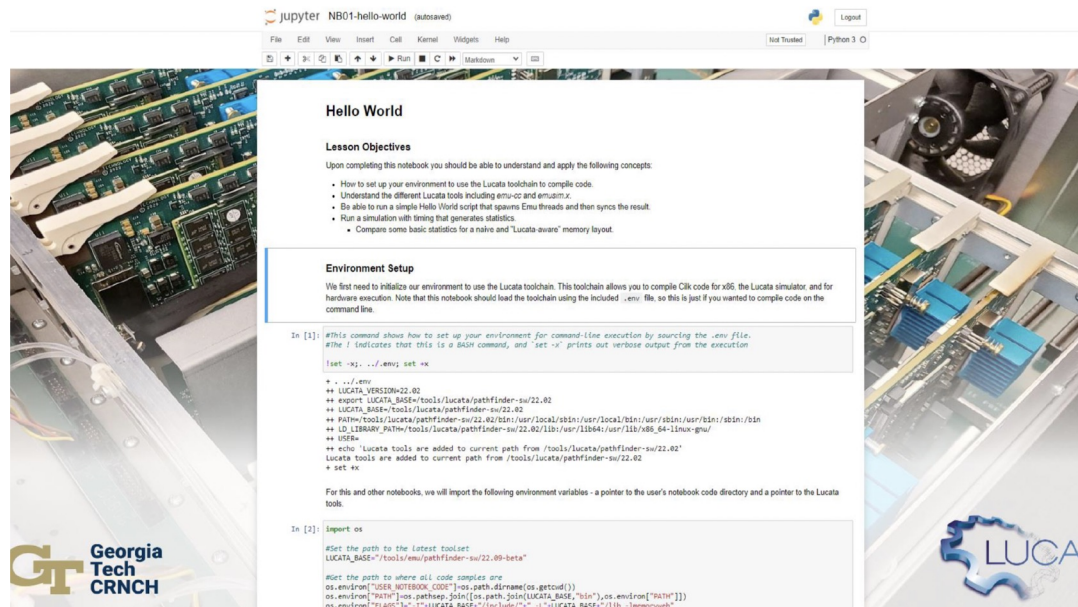 jupyter NB01-hello-world (autosaved)
Logout
File Edit View Insert Cell Kernel Widgets Help
Not Trusted Python 3 O
Run Markdown
Hello World
Lesson Objectives
Upon completing this notebook you should be able to understand and apply the following concepts:
• How to set up your environment to use the Lucata toolchain to compile code.
• Understand the different Lucata tools including emu-cc and emusim.x.
• Be able to run a simple Hello World script that spawns Emu threads and then syncs the result.
• Run a simulation with timing that generates statistics.
• Compare some basic statistics for a naive and "Lucata-aware" memory layout.
Environment Setup
We first need to initialize our environment to use the Lucata toolchain. This toolchain allows you to compile Cilk code for x86, the Lucata simulator, and for
hardware execution. Note that this notebook should load the toolchain using the included .env file, so this is just if you wanted to compile code on the
command line.
In [1]: #This command shows how to set up your environment for command-line execution by sourcing the .env file.
#The ! indicates that this is a BASH command, and `set -x` prints out verbose output from the execution
!set -x;. ../.env; set +x
+ . ../.env
++ LUCATA_VERSION=22.02
++ export LUCATA_BASE=/tools/lucata/pathfinder-sw/22.02
++ LUCATA_BASE=/tools/lucata/pathfinder-sw/22.02
++ PATH=/tools/lucata/pathfinder-sw/22.02/bin:/usr/local/sbin:/usr/local/bin:/usr/sbin:/usr/bin:/sbin:/bin
++ LD_LIBRARY_PATH=/tools/lucata/pathfinder-sw/22.02/lib:/usr/lib64:/usr/lib/x86_64-linux-gnu/
++ USER=
++ echo 'Lucata tools are added to current path from /tools/lucata/pathfinder-sw/22.02'
Lucata tools are added to current path from /tools/lucata/pathfinder-sw/22.02
+ set +x
For this and other notebooks, we will import the following environment variables - a pointer to the user's notebook code directory and a pointer to the Lucata
tools.
In [2]: import os
#Set the path to the latest toolset
LUCATA_BASE="/tools/emu/pathfinder-sw/22.09-beta"
#Get the path to where all code samples are
os.environ["USER_NOTEBOOK_CODE"]=os.path.dirname(os.getcwd())
os.environ["PATH"]=os.pathsep.join([os.path.join(LUCATA_BASE,"bin"),os.environ["PATH"]])
os.environ["FLAGS"]="-I"+LUCATA_BASE+"/include/"+" -L"+LUCATA_BASE+"/lib -lmemoryweb"
GT
Georgia
Tech
CRNCH
LUCA